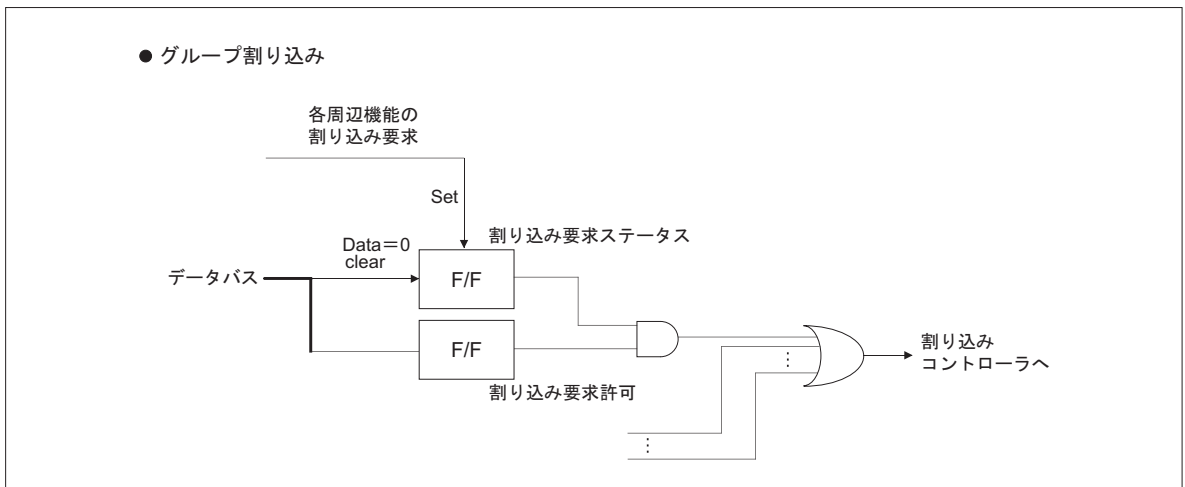 ● グループ割り込み
各周辺機能の
割り込み要求
Set
割り込み要求ステータス
Data＝0
clear
データバス
F/F
F/F
割り込み要求許可
割り込み
コントローラへ
⋮
⋮